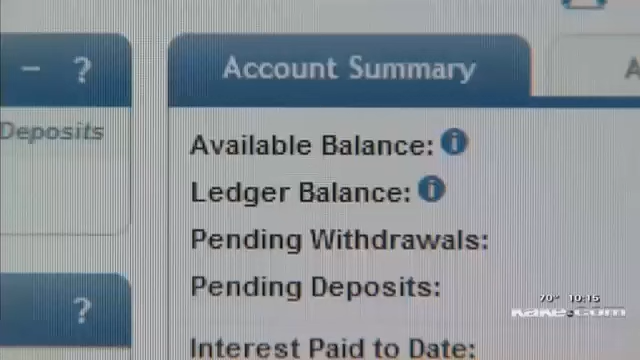 – ?
Account Summary
A
Deposits
Available Balance: i
Ledger Balance: i
Pending Withdrawals:
?
Pending Deposits:
Interest Paid to Date:
70° 10:15
KaKe.com